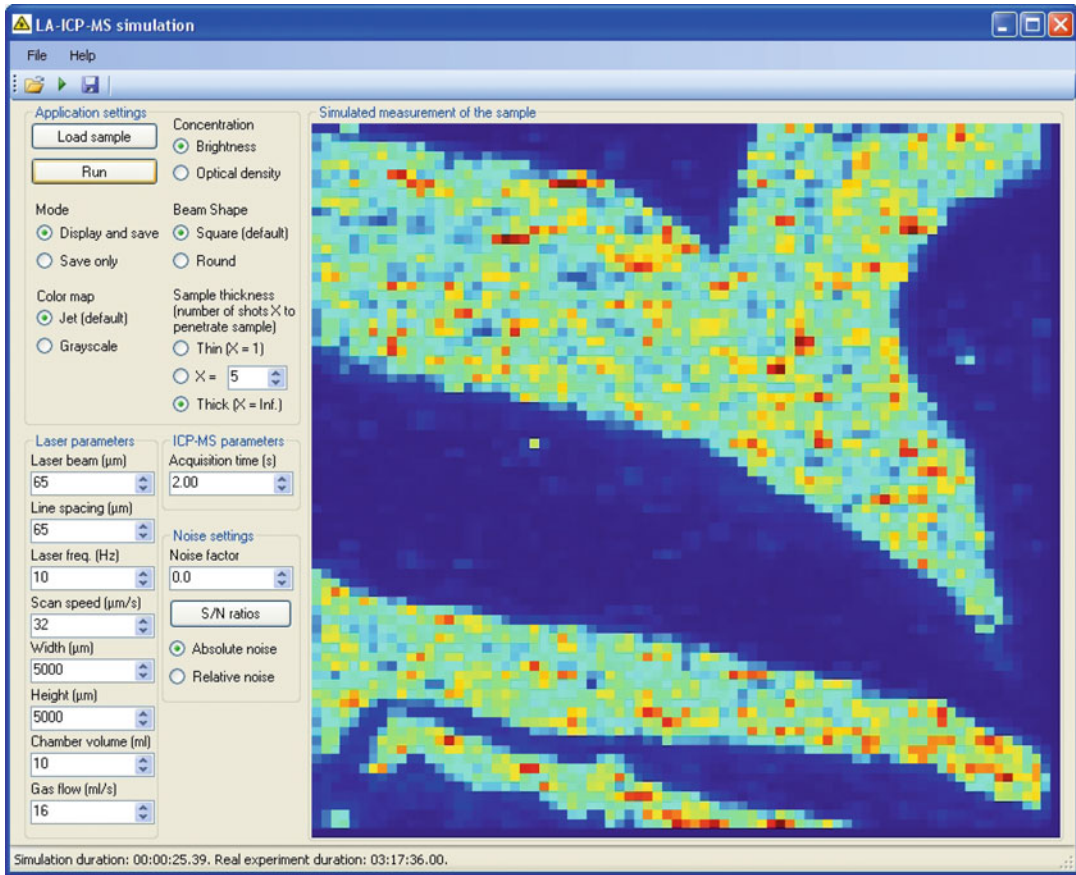 LA-ICP-MS simulation
File Help
Application settings
Load sample
Run
Mode
Display and save
Save only
Color map
Jet (default)
Grayscale
Concentration
Brightness
Optical density
Beam Shape
Square (default)
Round
Sample thickness
(number of shots X to
penetrate sample)
Thin (X = 1)
X = 5
Thick (X = Inf.)
Laser parameters
Laser beam (µm)
65
Line spacing (µm)
65
Laser freq. (Hz)
10
Scan speed (µm/s)
32
Width (µm)
5000
Height (µm)
5000
Chamber volume (ml)
10
Gas flow (ml/s)
16
ICP-MS parameters
Acquisition time (s)
2.00
Noise settings
Noise factor
0.0
S/N ratios
Absolute noise
Relative noise
Simulated measurement of the sample
Simulation duration: 00:00:25.39. Real experiment duration: 03:17:36.00.